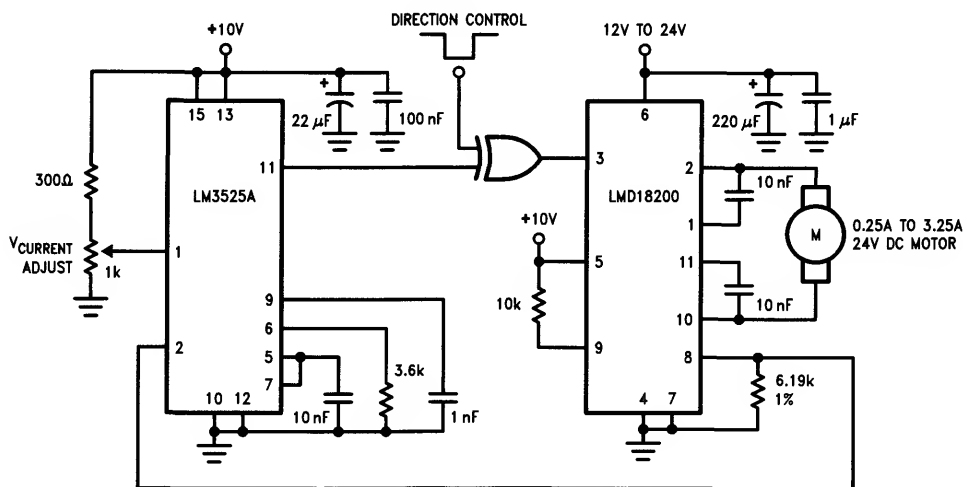 DIRECTION CONTROL
+10V
12V TO 24V
15
13
+
22 μF
100 nF
6
+
220 μF
1 μF
300Ω
11
LM3525A
3
LMD18200
2
10 nF
1
M
0.25A TO 3.25A
24V DC MOTOR
VCURRENT
ADJUST
1k
1
+10V
5
11
10 nF
10k
9
10
9
6
2
5
7
3.6k
8
6.19k
1%
10
12
10 nF
1 nF
4
7